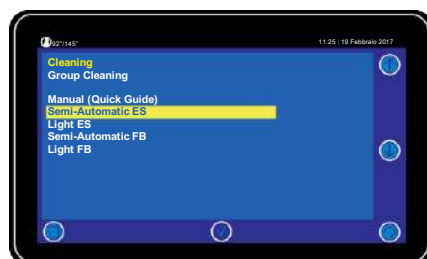 92°/145°
11:25 | 19 Febbraio 2017
Cleaning
Group Cleaning
Manual (Quick Guide)
Semi-Automatic ES
Light ES
Semi-Automatic FB
Light FB